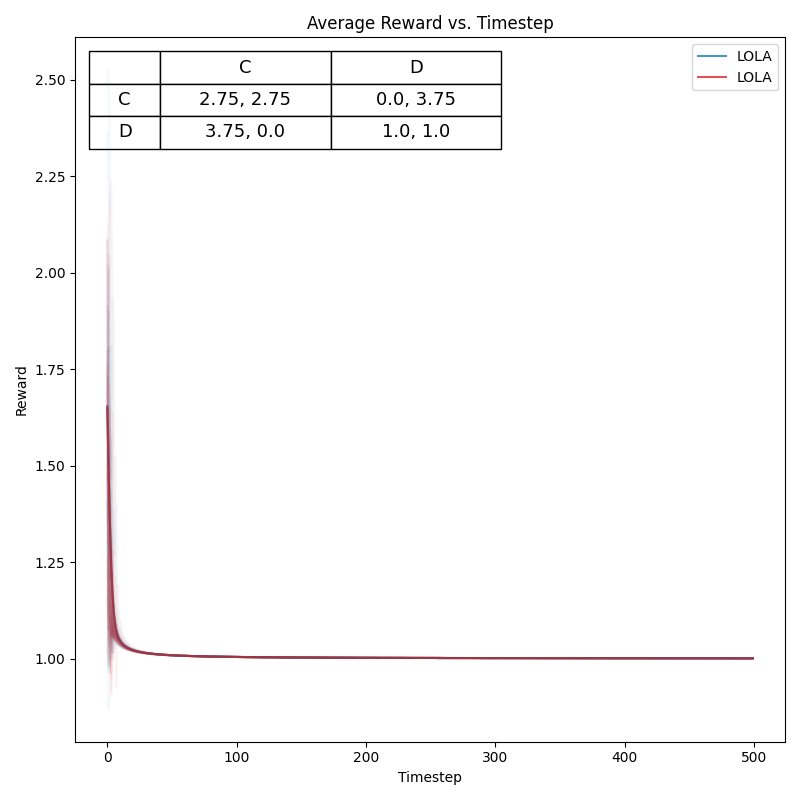 Average Reward vs. Timestep
LOLA
LOLA
C D
C 2.75, 2.75 0.0, 3.75
D 3.75, 0.0 1.0, 1.0
2.50
2.25
2.00
1.75
1.50
1.25
1.00
Reward
0 100 200 300 400 500
Timestep